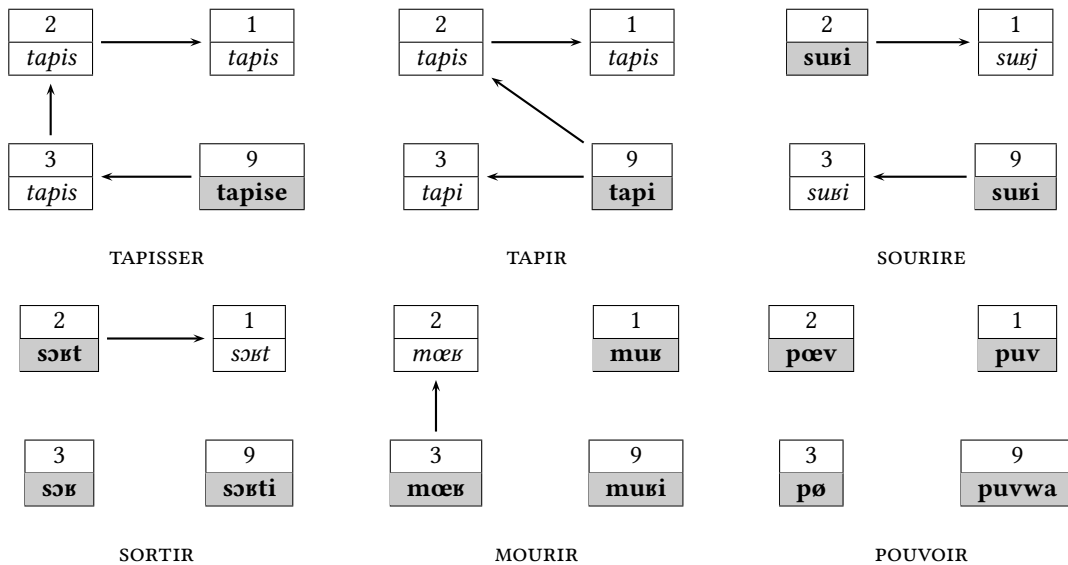 2 1 2 1 2 1
tapis tapis tapis tapis suʁi suʁj
3 9 3 9 3 9
tapis tapise tapi tapi suʁi suʁi
TAPISSER TAPIR SOURIRE
2 1 2 1 2 1
sɔʁt sɔʁt mœʁ muʁ pœv puv
3 9 3 9 3 9
sɔʁ sɔʁti mœʁ muʁi pø puvwa
SORTIR MOURIR POUVOIR